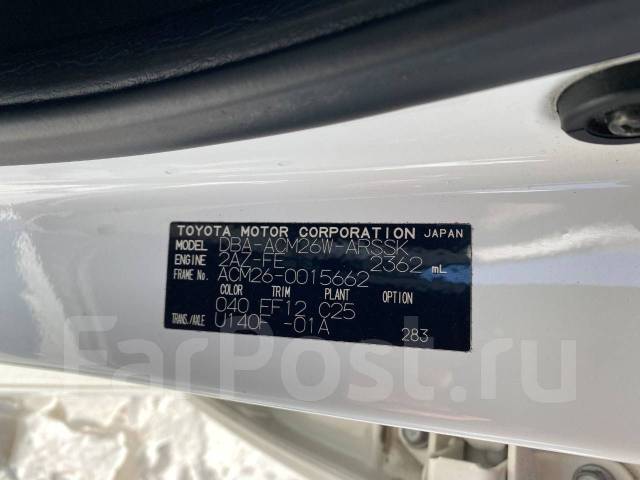 TOYOTA MOTOR CORPORATION JAPAN
MODEL DBA-ACM26W-ARSSK
ENGINE 2AZ-FE 2362 mL
FRAME No. ACM26-0015662
COLOR TRIM PLANT OPTION
040 FF12 C25
TRANS./AXLE U140F -01A 283
FarPost.ru